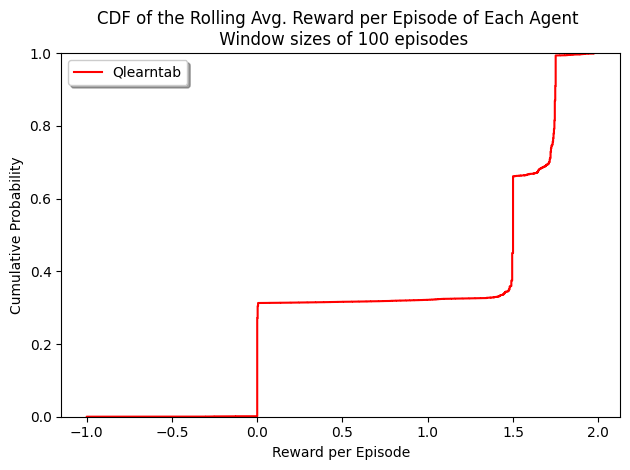 CDF of the Rolling Avg. Reward per Episode of Each Agent
Window sizes of 100 episodes
Qlearntab
Cumulative Probability
1.0
0.8
0.6
0.4
0.2
0.0
−1.0
−0.5
0.0
0.5
1.0
1.5
2.0
Reward per Episode